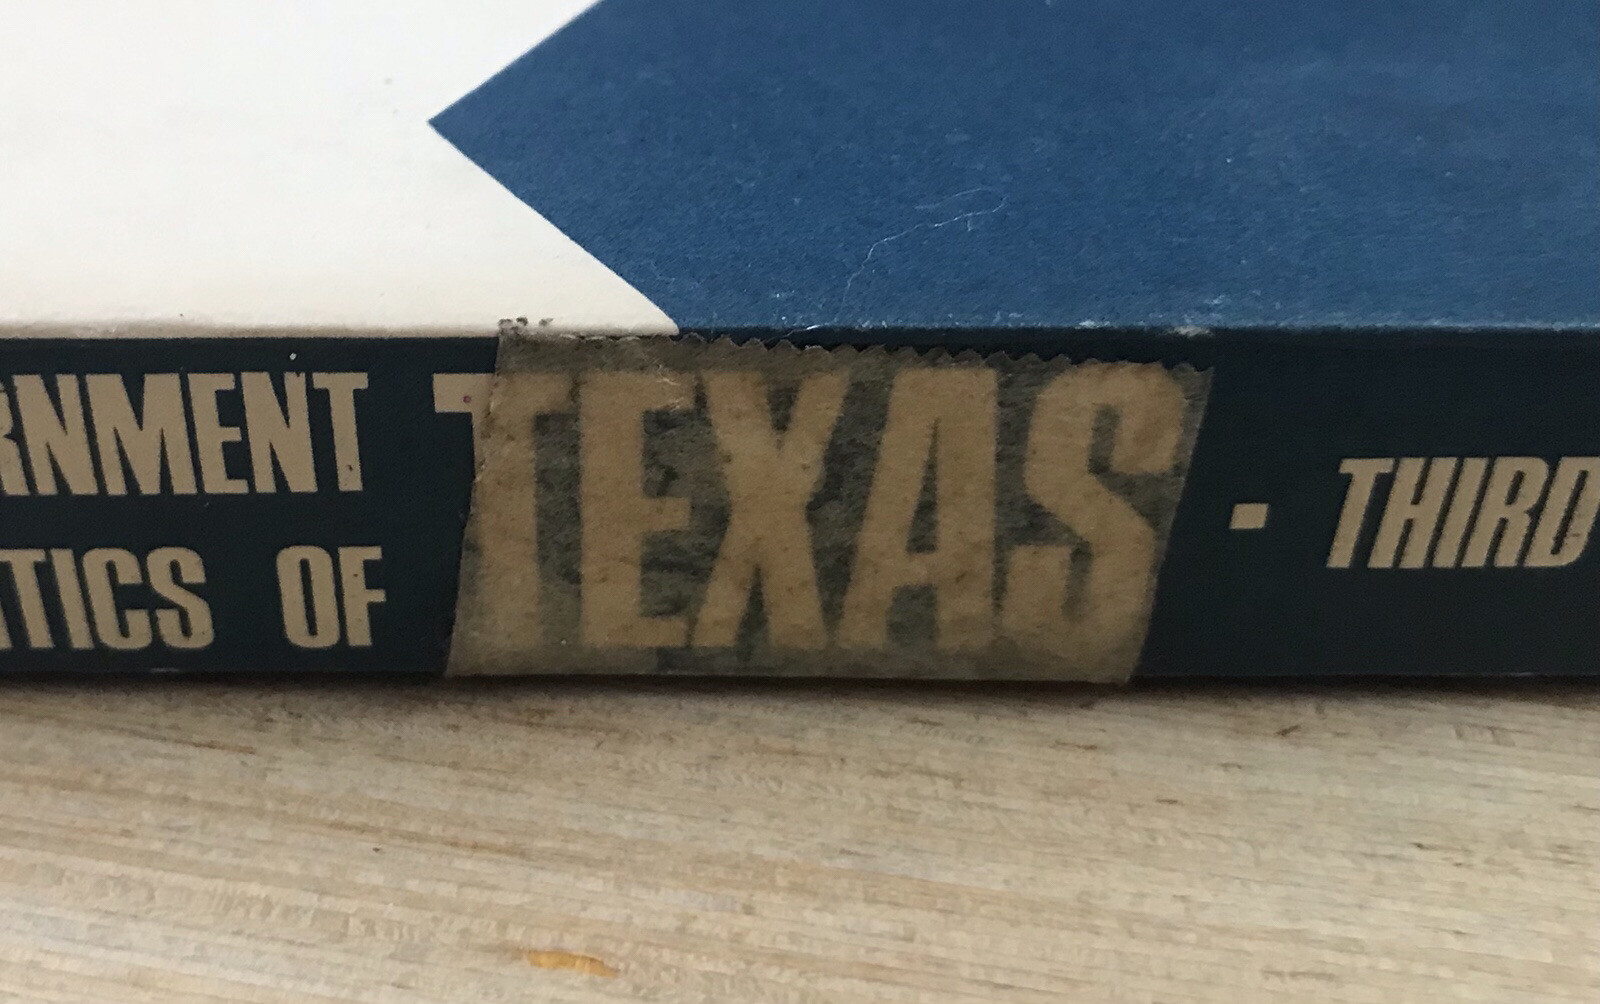 RNMENT
TICS OF
TEXAS
▪ THIRD